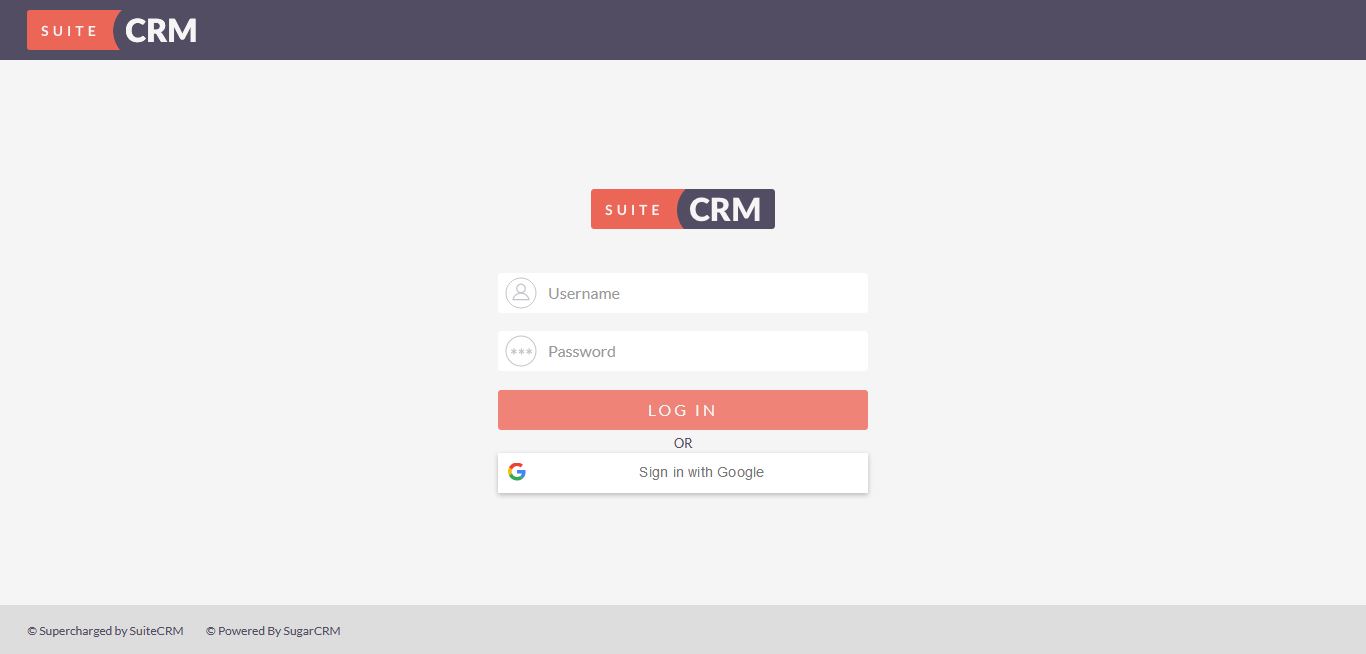 SUITE CRM
SUITE CRM
Username
*** Password
LOG IN
OR
G Sign in with Google
© Supercharged by SuiteCRM © Powered By SugarCRM